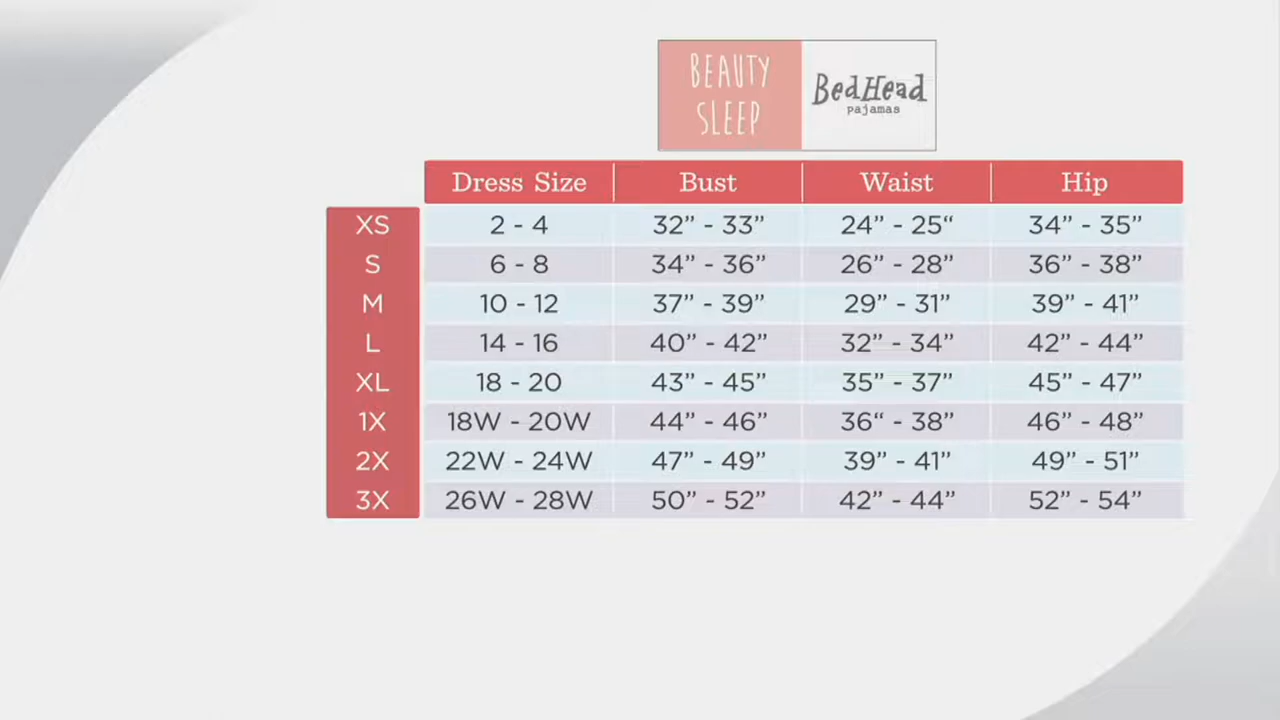 BEAUTY SLEEP
BedHead pajamas
Dress Size Bust Waist Hip
XS 2 - 4 32” - 33” 24” - 25“ 34” - 35”
S 6 - 8 34” - 36” 26” - 28” 36” - 38”
M 10 - 12 37” - 39” 29” - 31” 39” - 41”
L 14 - 16 40” - 42” 32” - 34” 42” - 44”
XL 18 - 20 43” - 45” 35” - 37” 45” - 47”
1X 18W - 20W 44” - 46” 36“ - 38” 46” - 48”
2X 22W - 24W 47” - 49” 39” - 41” 49” - 51”
3X 26W - 28W 50” - 52” 42” - 44” 52” - 54”